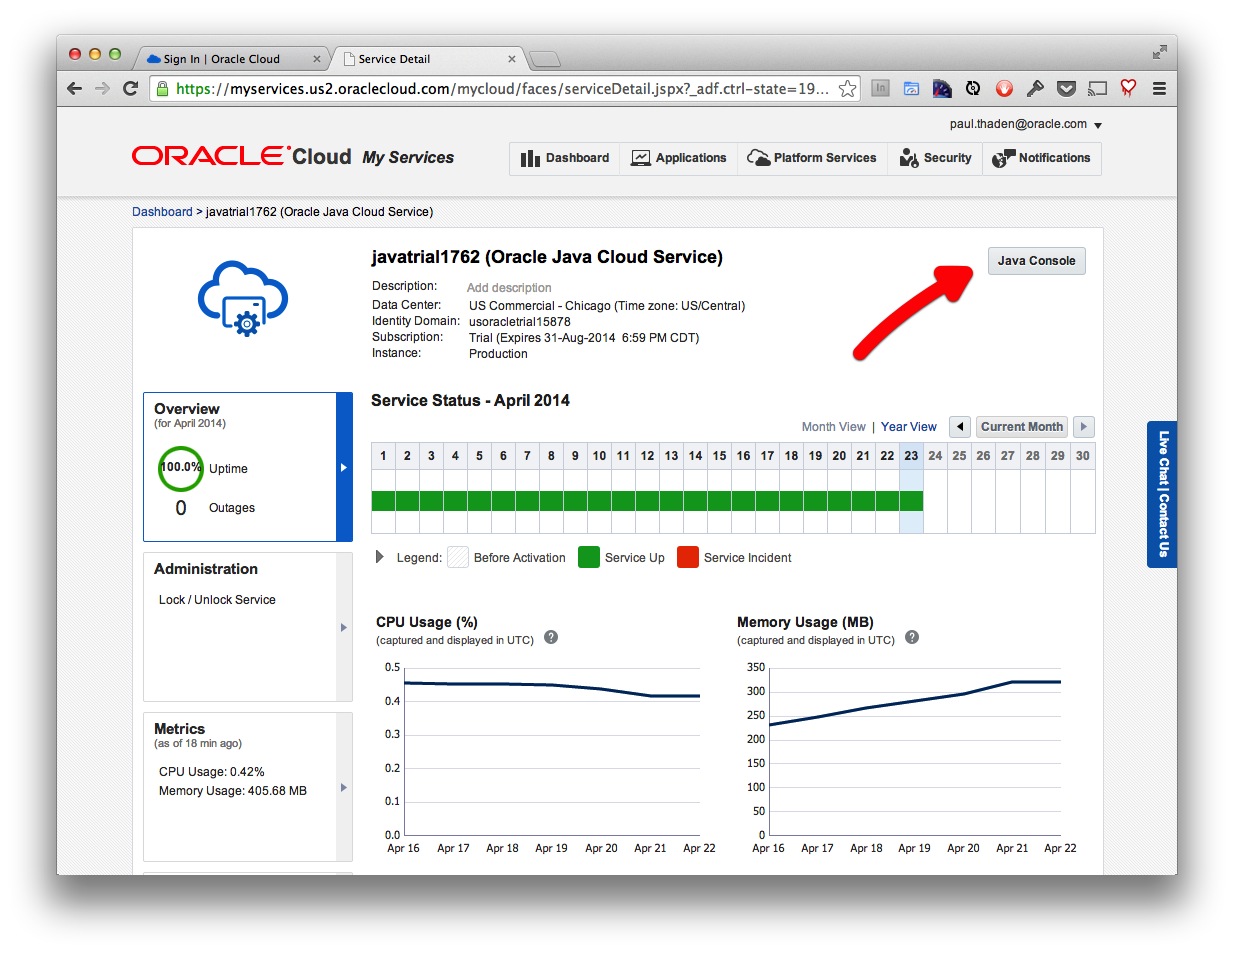 Sign In | Oracle Cloud
Service Detail
https://myservices.us2.oraclecloud.com/mycloud/faces/serviceDetail.jspx?_adf.ctrl-state=19...
paul.thaden@oracle.com
ORACLE Cloud My Services
Dashboard
Applications
Platform Services
Security
Notifications
Dashboard > javatrial1762 (Oracle Java Cloud Service)
javatrial1762 (Oracle Java Cloud Service)
Java Console
Description: Add description
Data Center: US Commercial - Chicago (Time zone: US/Central)
Identity Domain: usoracletrial15878
Subscription: Trial (Expires 31-Aug-2014 6:59 PM CDT)
Instance: Production
Overview
(for April 2014)
100.0% Uptime
0 Outages
Administration
Lock / Unlock Service
Metrics
(as of 18 min ago)
CPU Usage: 0.42%
Memory Usage: 405.68 MB
Service Status - April 2014
Month View | Year View
Current Month
1 2 3 4 5 6 7 8 9 10 11 12 13 14 15 16 17 18 19 20 21 22 23 24 25 26 27 28 29 30
Legend: Before Activation Service Up Service Incident
CPU Usage (%)
(captured and displayed in UTC) ?
0.5
0.4
0.3
0.2
0.1
0.0
Apr 16 Apr 17 Apr 18 Apr 19 Apr 20 Apr 21 Apr 22
Memory Usage (MB)
(captured and displayed in UTC) ?
350
300
250
200
150
100
50
0
Apr 16 Apr 17 Apr 18 Apr 19 Apr 20 Apr 21 Apr 22
Live Chat | Contact Us